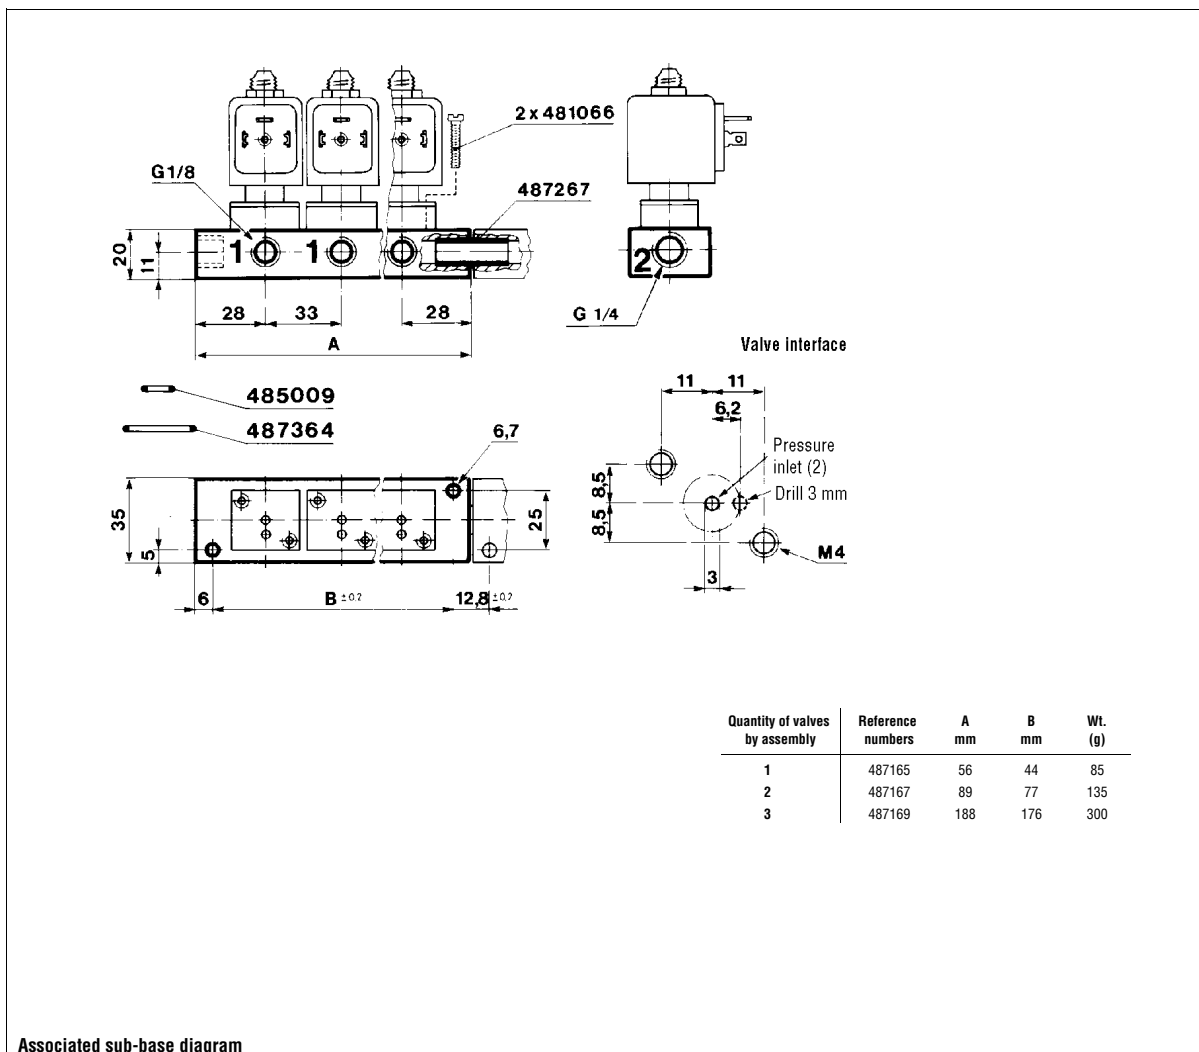 2x481066
G1/8
487267
20
11
1
1
2
28
33
28
G 1/4
A
Valve interface
485009
487364
6,7
11
11
6,2
Pressure
inlet (2)
Drill 3 mm
8,5
8,5
M4
3
35
5
25
6
B ±0,2
12,8 ±0,2
Quantity of valves by assembly | Reference numbers | A mm | B mm | Wt. (g)
1 487165 56 44 85
2 487167 89 77 135
3 487169 188 176 300
Associated sub-base diagram